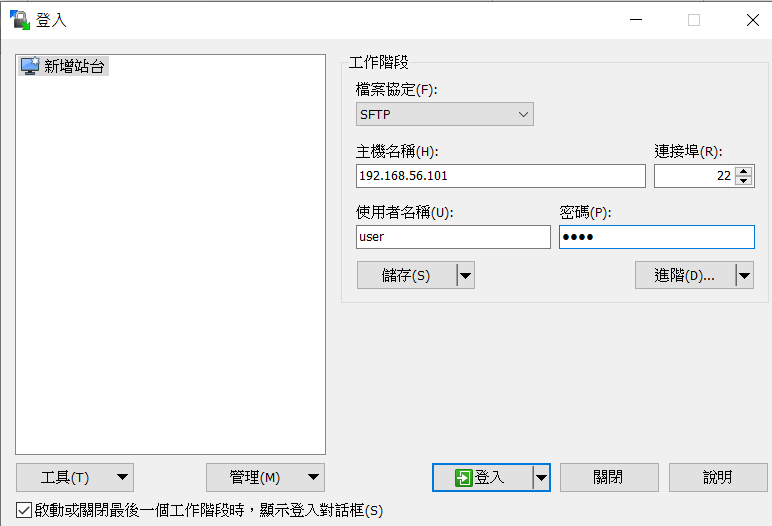 登入
新增站台
工作階段
檔案協定(F):
SFTP
主機名稱(H):
連接埠(R):
192.168.56.101
22
使用者名稱(U):
密碼(P):
user
●●●●
儲存(S)
進階(D)...
工具(T)
管理(M)
登入
關閉
說明
啟動或關閉最後一個工作階段時，顯示登入對話框(S)